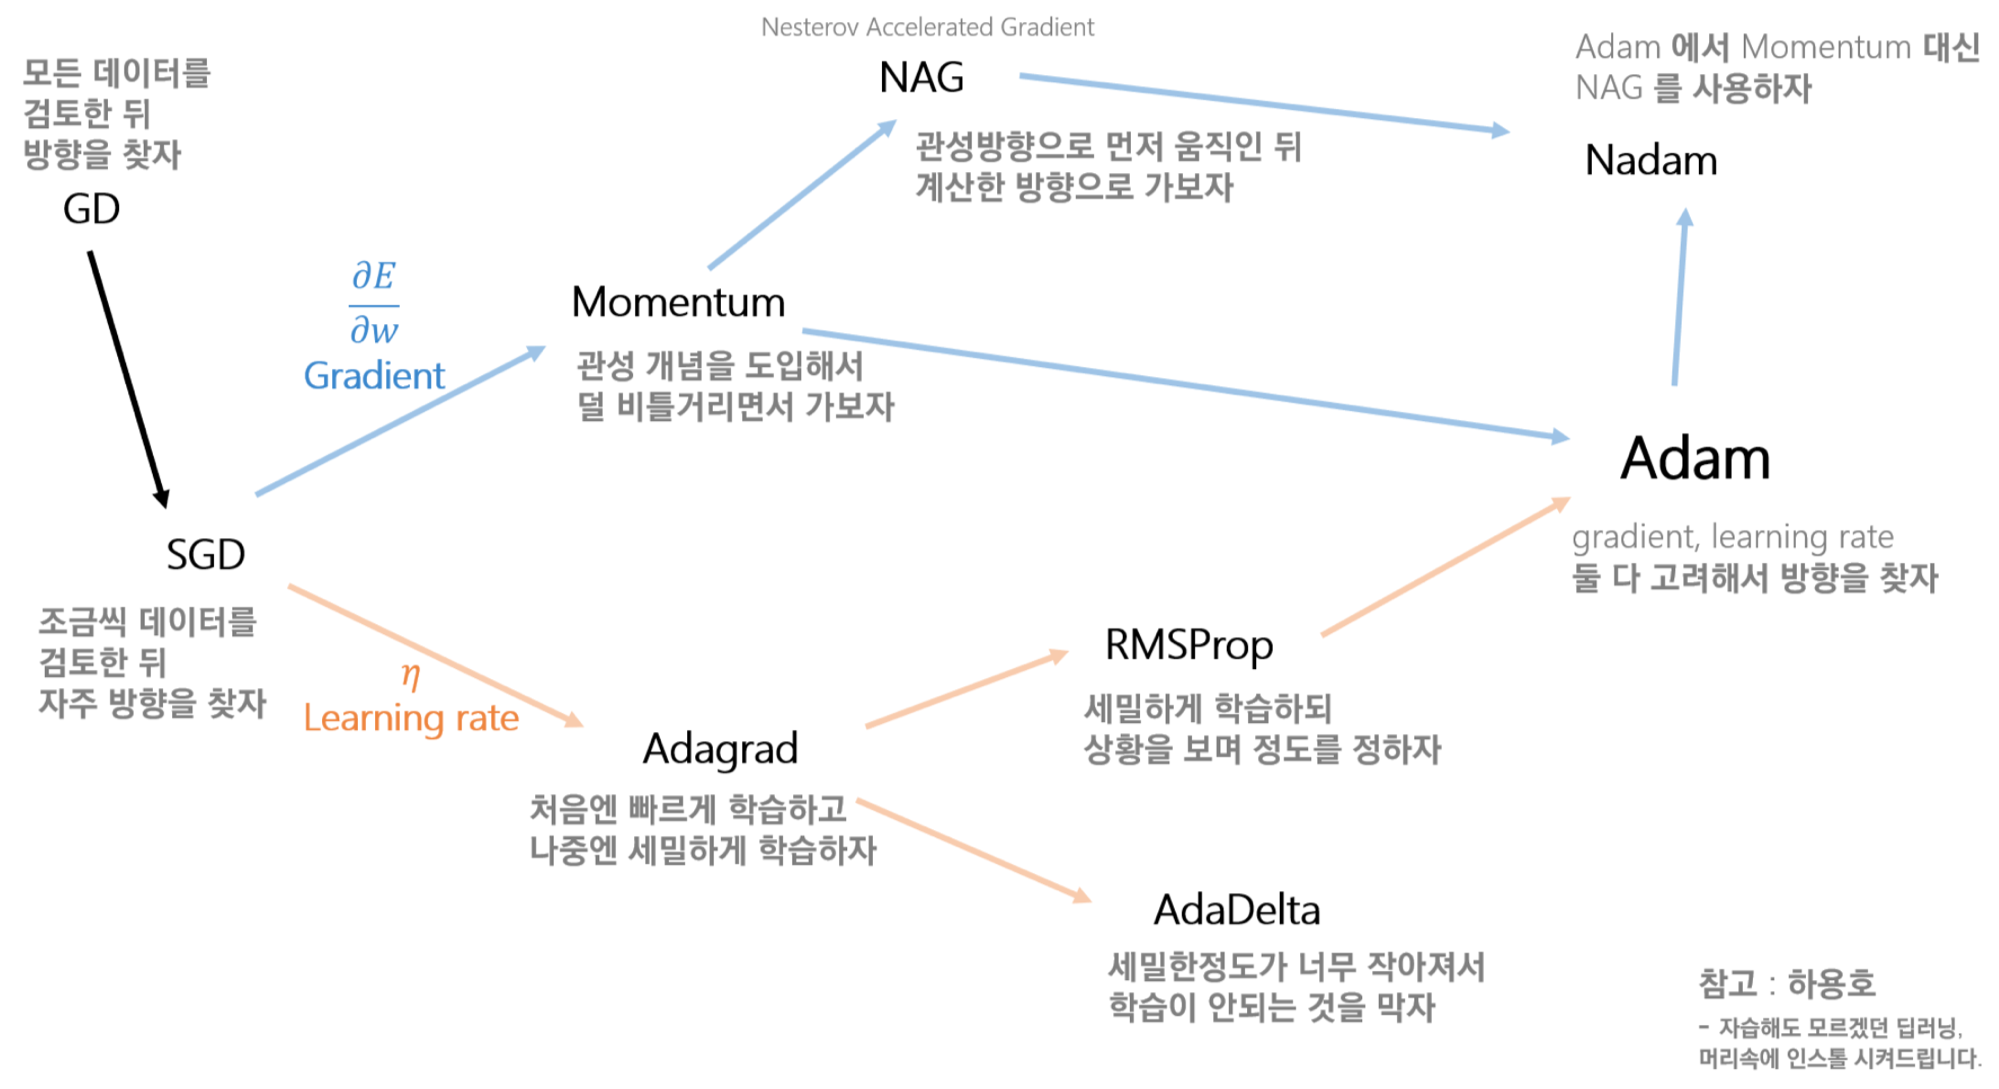 모든 데이터를
검토한 뒤
방향을 찾자
GD
SGD
조금씩 데이터를
검토한 뒤
자주 방향을 찾자
∂E
∂w
Gradient
η
Learning rate
Momentum
관성 개념을 도입해서
덜 비틀거리면서 가보자
Nesterov Accelerated Gradient
NAG
관성방향으로 먼저 움직인 뒤
계산한 방향으로 가보자
Adagrad
처음엔 빠르게 학습하고
나중엔 세밀하게 학습하자
RMSProp
세밀하게 학습하되
상황을 보며 정도를 정하자
AdaDelta
세밀한정도가 너무 작아져서
학습이 안되는 것을 막자
Adam 에서 Momentum 대신
NAG 를 사용하자
Nadam
Adam
gradient, learning rate
둘 다 고려해서 방향을 찾자
참고 : 하용호
- 자습해도 모르겠던 딥러닝,
머리속에 인스톨 시켜드립니다.